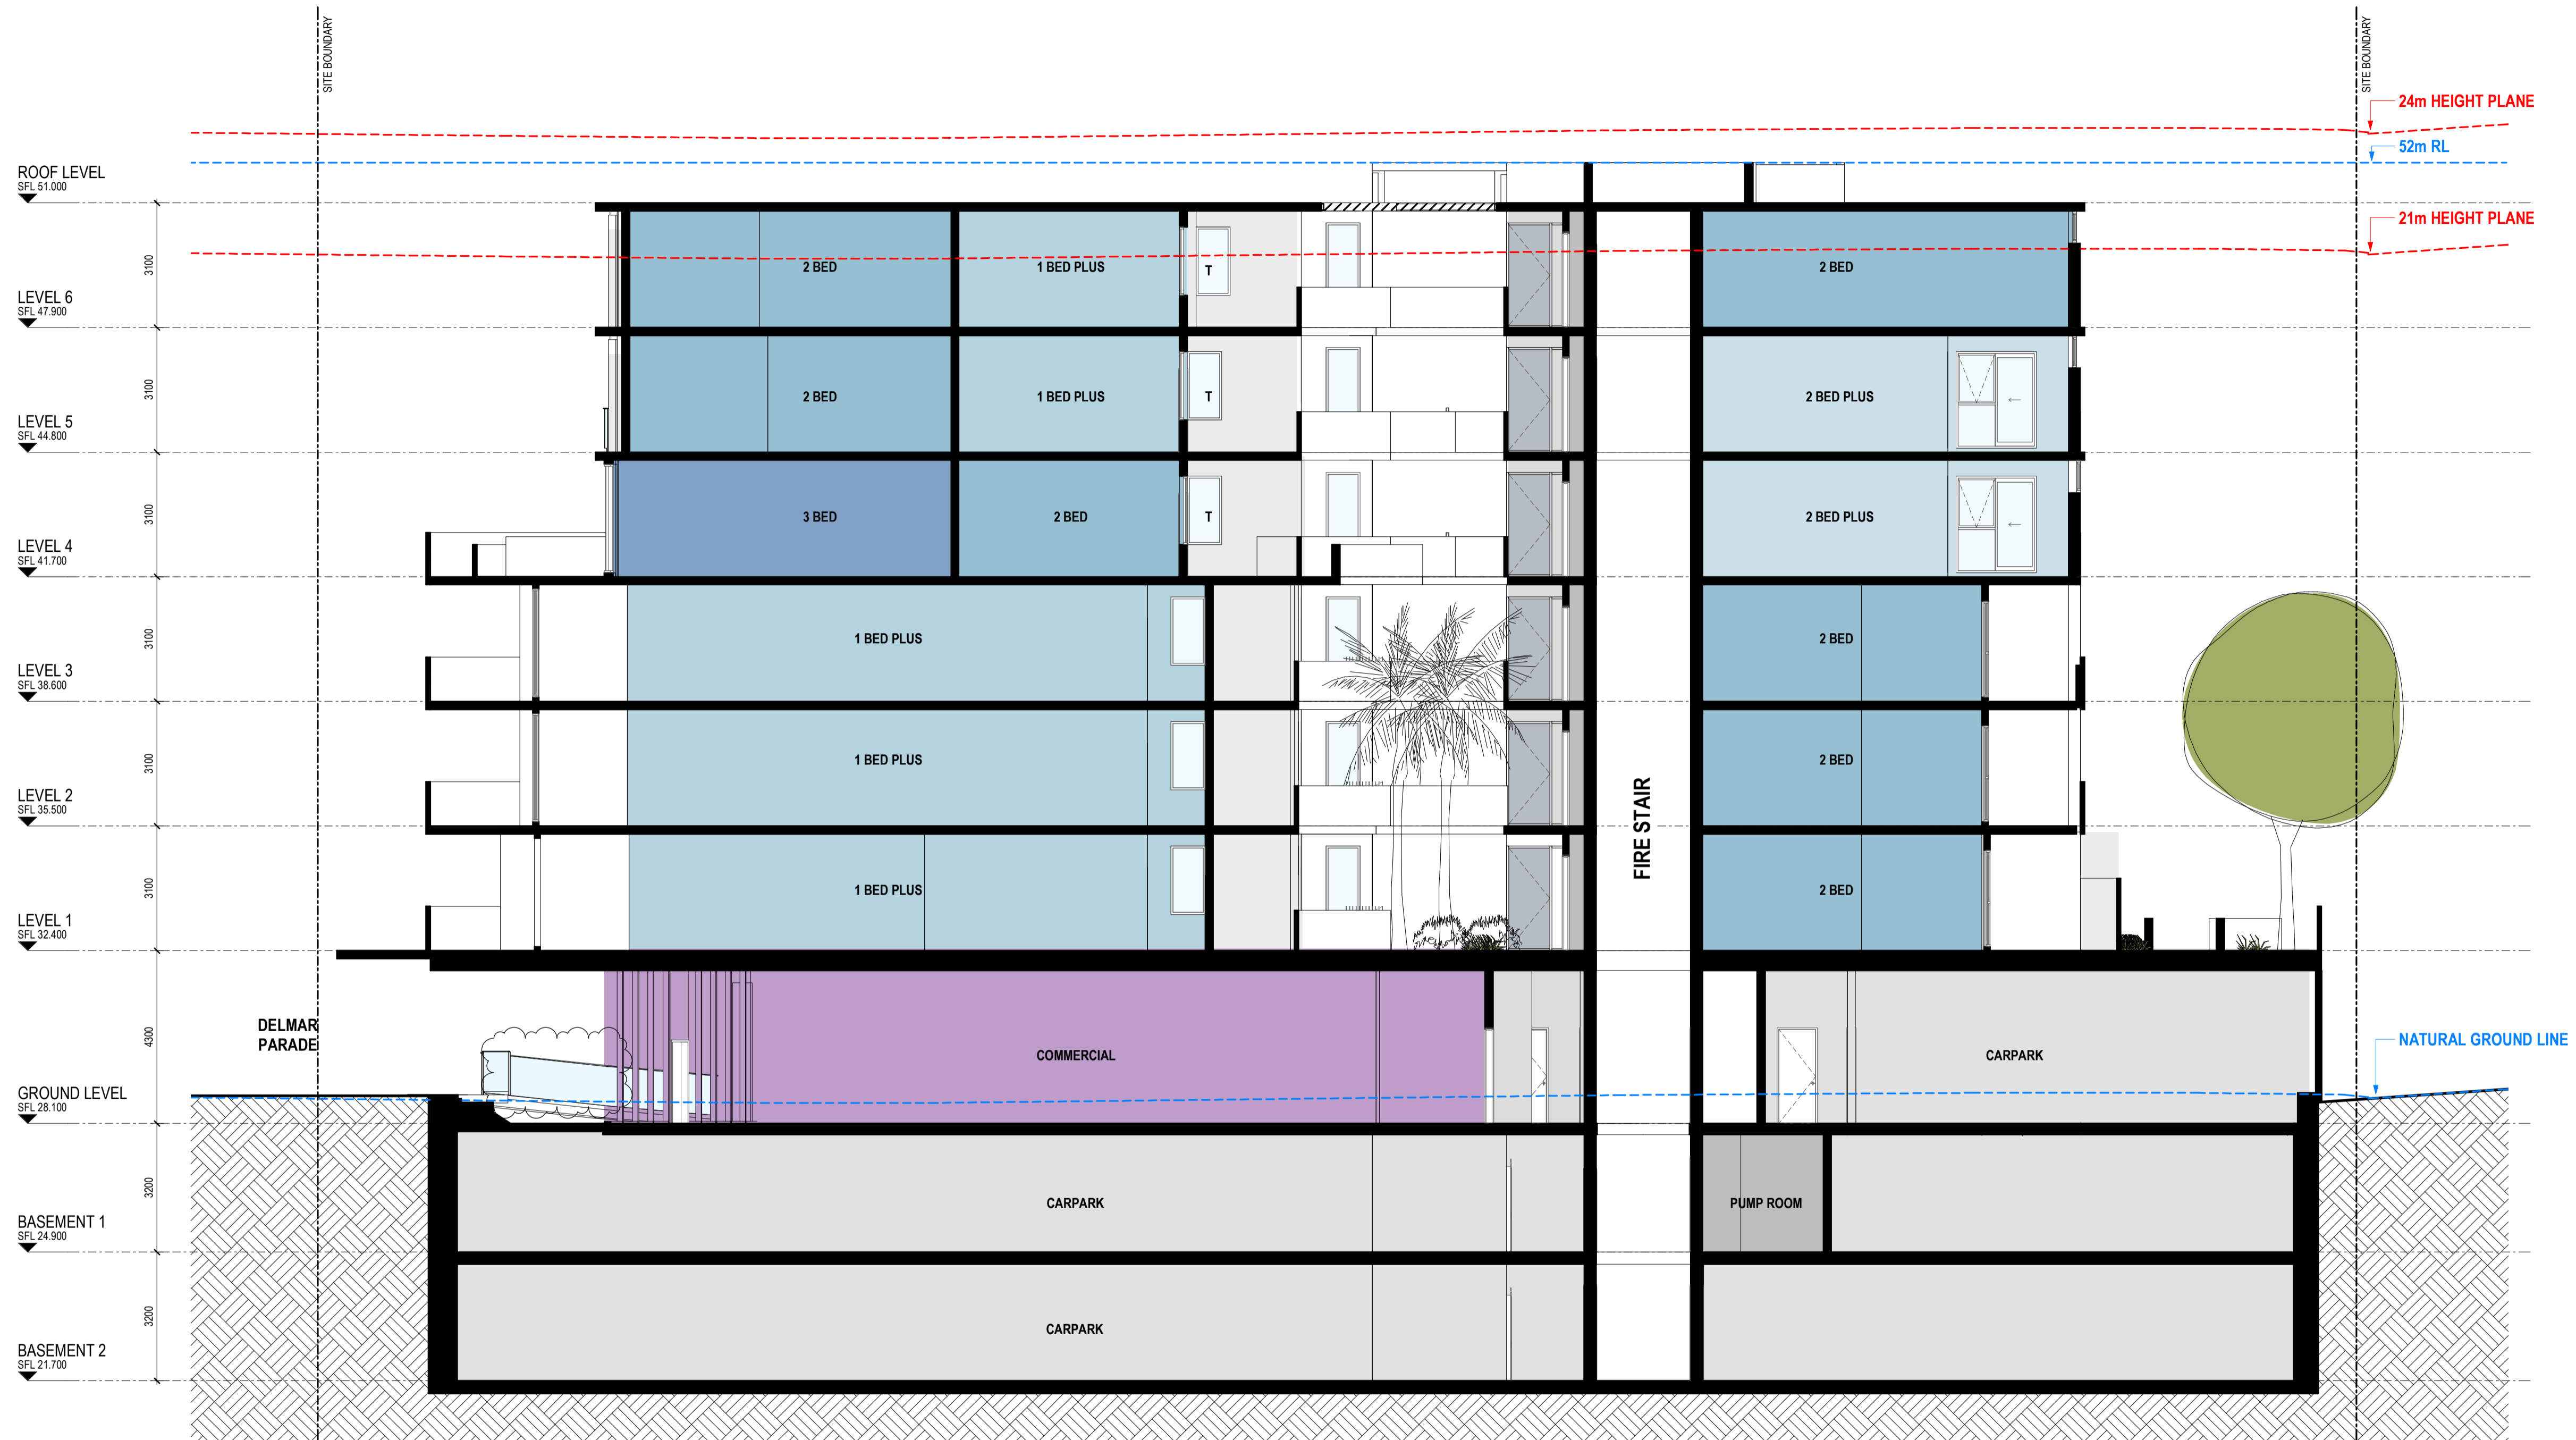 SITE BOUNDARY
SITE BOUNDARY
24m HEIGHT PLANE
52m RL
ROOF LEVEL
SFL 51.000
21m HEIGHT PLANE
3100
2 BED
1 BED PLUS
T
2 BED
LEVEL 6
SFL 47.900
3100
2 BED
1 BED PLUS
T
2 BED PLUS
LEVEL 5
SFL 44.800
3100
3 BED
2 BED
T
2 BED PLUS
LEVEL 4
SFL 41.700
3100
1 BED PLUS
2 BED
LEVEL 3
SFL 38.600
3100
1 BED PLUS
2 BED
LEVEL 2
SFL 35.500
FIRE STAIR
3100
1 BED PLUS
2 BED
LEVEL 1
SFL 32.400
DELMAR
PARADE
4300
COMMERCIAL
CARPARK
NATURAL GROUND LINE
GROUND LEVEL
SFL 28.100
3200
CARPARK
PUMP ROOM
BASEMENT 1
SFL 24.900
3200
CARPARK
BASEMENT 2
SFL 21.700